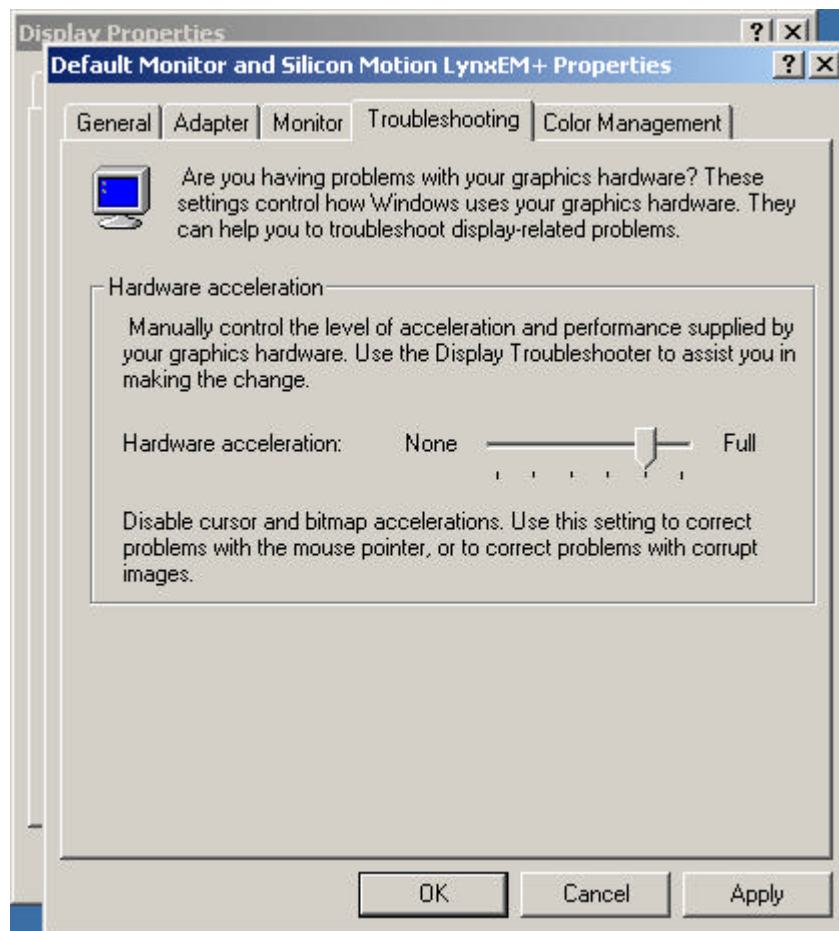 Display Properties
Default Monitor and Silicon Motion LynxEM+ Properties
General Adapter Monitor Troubleshooting Color Management
Are you having problems with your graphics hardware? These
settings control how Windows uses your graphics hardware. They
can help you to troubleshoot display-related problems.
Hardware acceleration
Manually control the level of acceleration and performance supplied by
your graphics hardware. Use the Display Troubleshooter to assist you in
making the change.
Hardware acceleration: None Full
Disable cursor and bitmap accelerations. Use this setting to correct
problems with the mouse pointer, or to correct problems with corrupt
images.
OK Cancel Apply